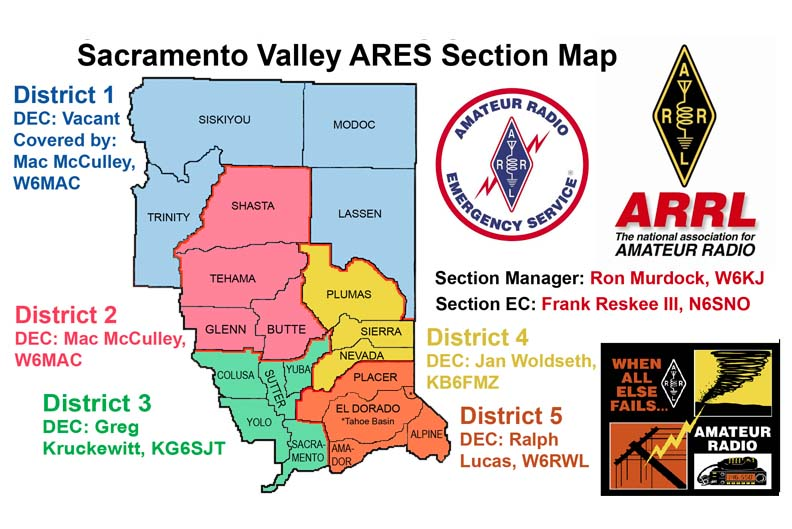 Sacramento Valley ARES Section Map
District 1
DEC: Vacant
Covered by:
Mac McCulley,
W6MAC
SISKIYOU
MODOC
TRINITY
SHASTA
LASSEN
TEHAMA
PLUMAS
GLENN
BUTTE
SIERRA
NEVADA
COLUSA
SUTTER
YUBA
PLACER
YOLO
EL DORADO
*Tahoe Basin
SACRA-
MENTO
AMA-
DOR
ALPINE
District 2
DEC: Mac McCulley,
W6MAC
District 3
DEC: Greg
Kruckewitt, KG6SJT
AMATEUR RADIO
EMERGENCY SERVICE
®
A
R R
L
A
R R
L
ARRL
The national association for
AMATEUR RADIO
Section Manager: Ron Murdock, W6KJ
Section EC: Frank Reskee III, N6SNO
District 4
DEC: Jan Woldseth,
KB6FMZ
District 5
DEC: Ralph
Lucas, W6RWL
WHEN
ALL
ELSE
FAILS...
A
R R
L
AMATEUR
RADIO